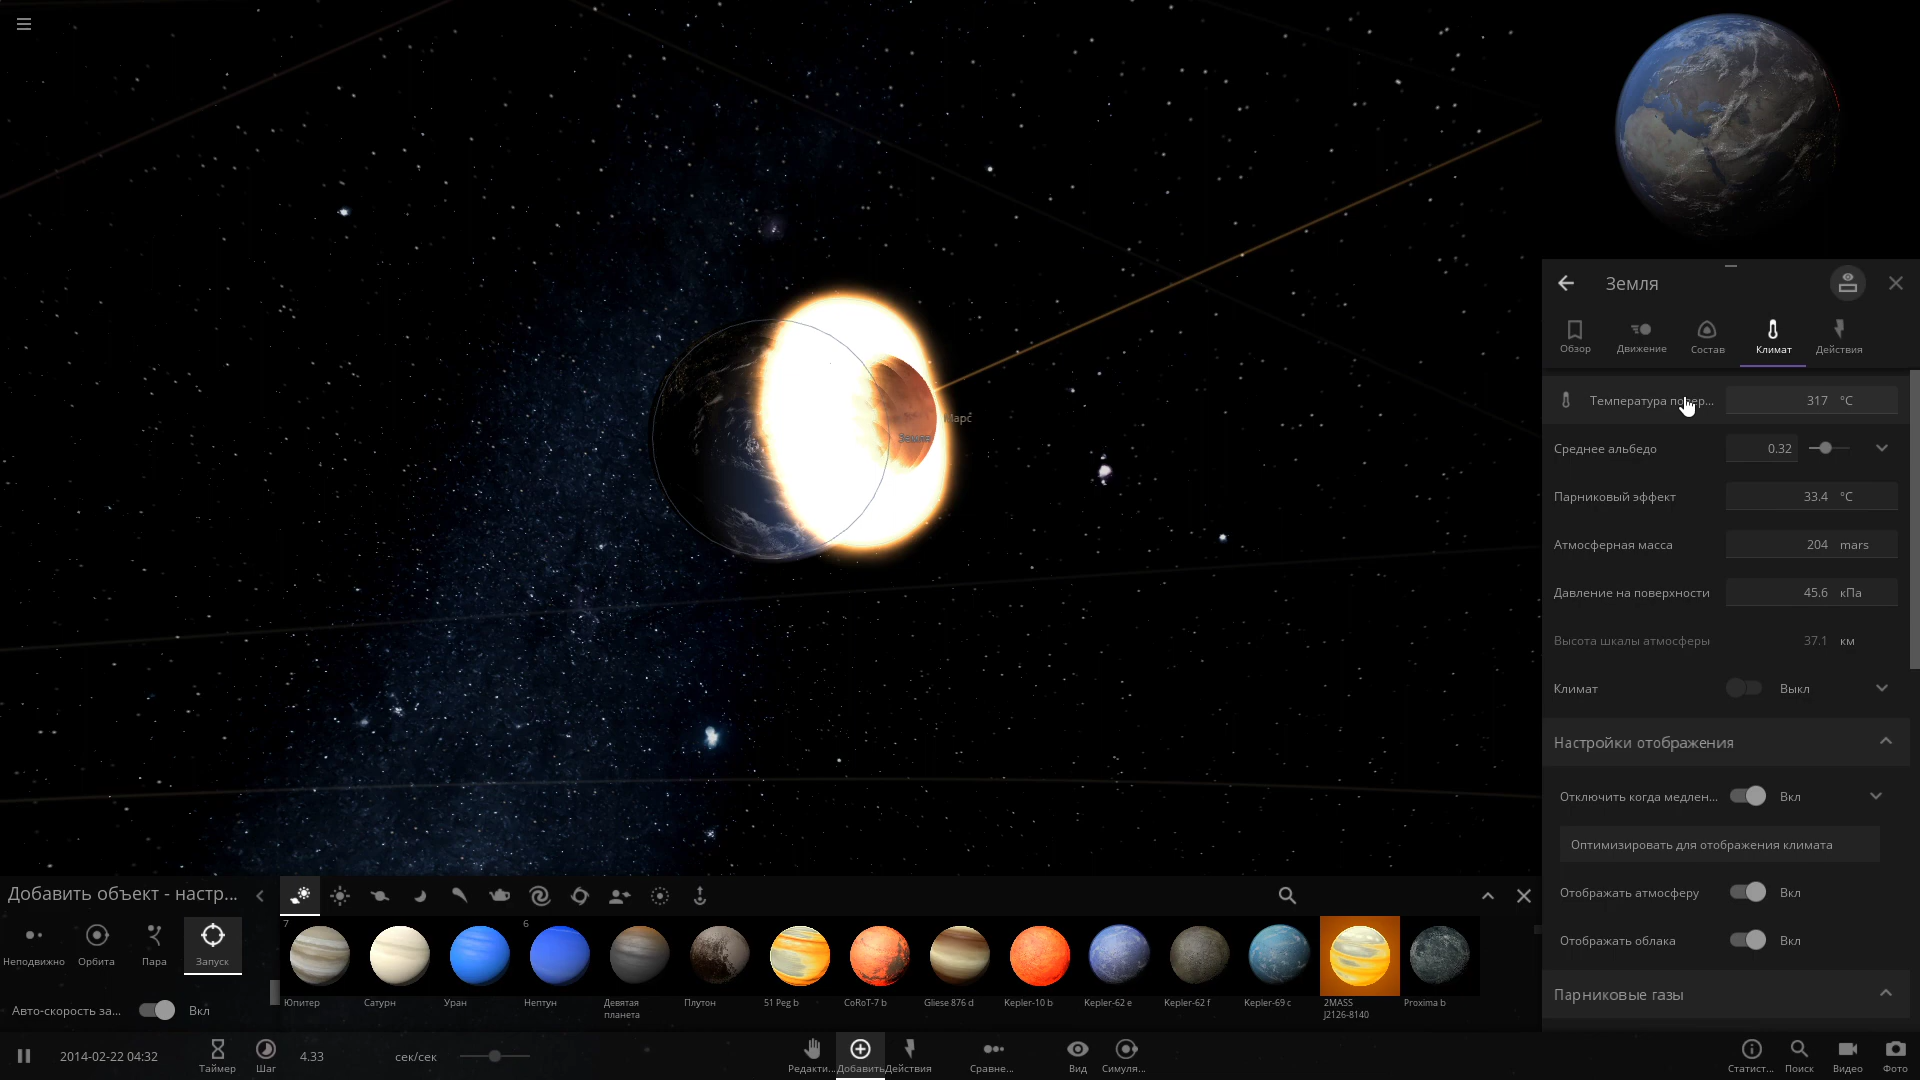 Марс
Земля
Земля
Обзор
Движение
Состав
Климат
Действия
Температура повер...
317 °C
Среднее альбедо
0.32
Парниковый эффект
33.4 °C
Атмосферная масса
204 mars
Давление на поверхности
45.6 кПа
Высота шкалы атмосферы
37.1 км
Климат
Выкл
Настройки отображения
Отключить когда медлен...
Вкл
Оптимизировать для отображения климата
Отображать атмосферу
Вкл
Отображать облака
Вкл
Парниковые газы
Добавить объект - настр...
Неподвижно
Орбита
Пара
Запуск
Авто-скорость за...
Вкл
7
6
Юпитер
Сатурн
Уран
Нептун
Девятая
планета
Плутон
51 Peg b
CoRoT-7 b
Gliese 876 d
Kepler-10 b
Kepler-62 e
Kepler-62 f
Kepler-69 c
2MASS
J2126-8140
Proxima b
2014-02-22 04:32
Таймер
Шаг
4.33
сек/сек
Редакти...
Добавить
Действия
Сравне...
Вид
Симуля...
Статист...
Поиск
Видео
Фото